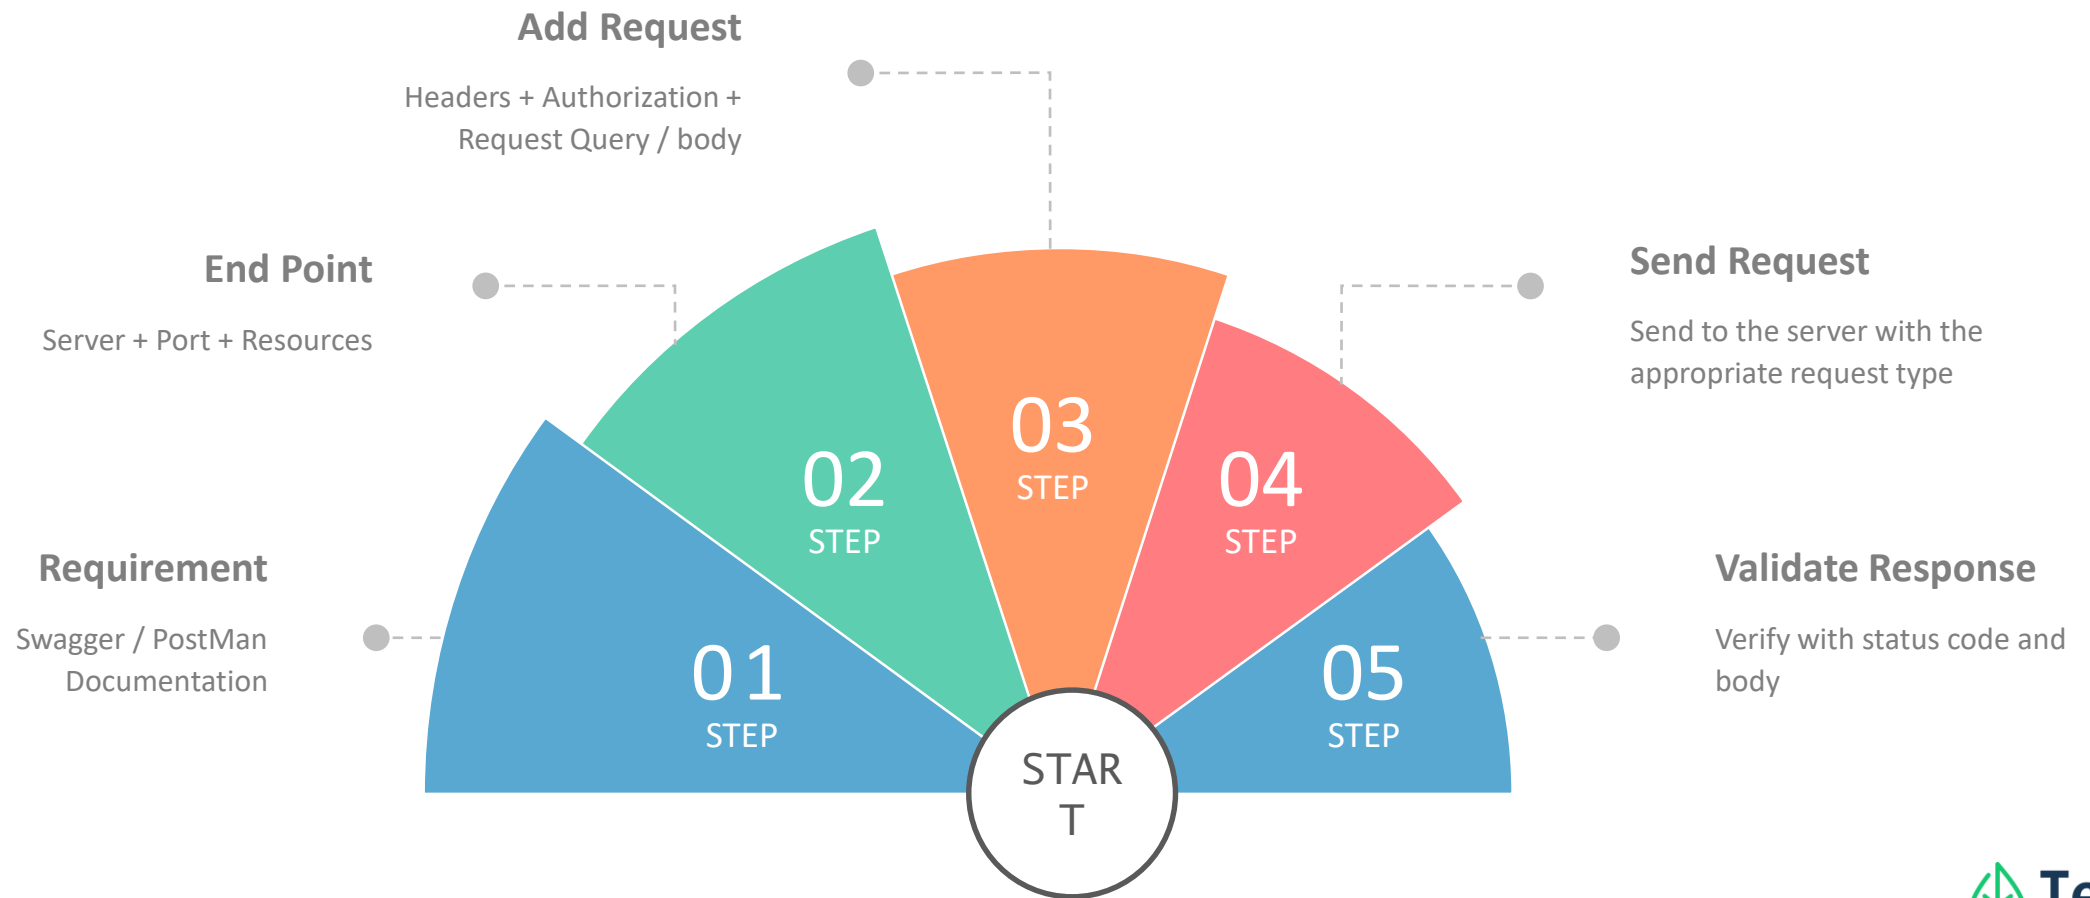 Add Request
Headers + Authorization +
Request Query / body
End Point
Server + Port + Resources
Requirement
Swagger / PostMan
Documentation
01
STEP
02
STEP
03
STEP
04
STEP
05
STEP
STAR
T
Send Request
Send to the server with the
appropriate request type
Validate Response
Verify with status code and
body